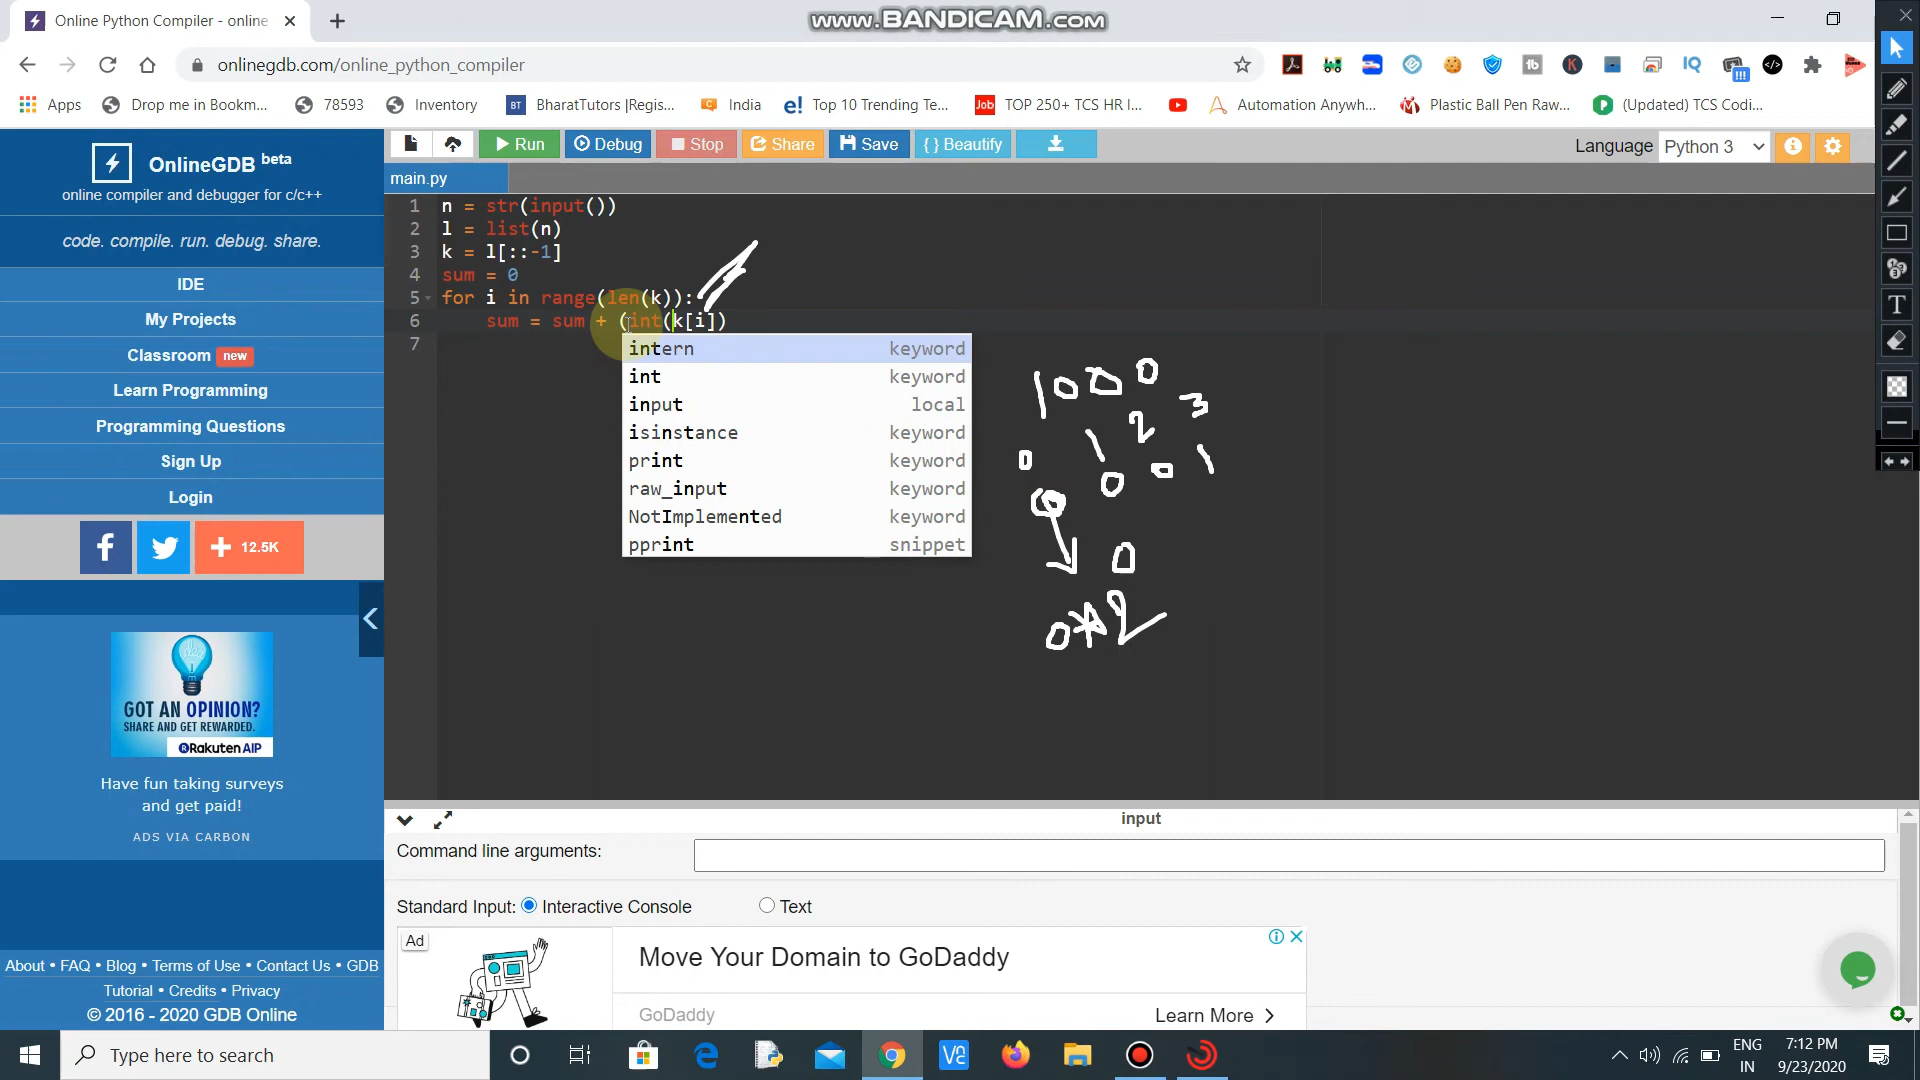 Online Python Compiler - online
www.BANDICAM.com
onlinegdb.com/online_python_compiler
Apps
Drop me in Bookm...
78593
Inventory
BharatTutors |Regis...
India
Top 10 Trending Te...
TOP 250+ TCS HR I...
Automation Anywh...
Plastic Ball Pen Raw...
(Updated) TCS Codi...
OnlineGDB beta
online compiler and debugger for c/c++
code. compile. run. debug. share.
IDE
My Projects
Classroom new
Learn Programming
Programming Questions
Sign Up
Login
12.5K
GOT AN OPINION?
SHARE AND GET REWARDED.
Rakuten AIP
Have fun taking surveys
and get paid!
ADS VIA CARBON
About • FAQ • Blog • Terms of Use • Contact Us • GDB
Tutorial • Credits • Privacy
© 2016 - 2020 GDB Online
Run
Debug
Stop
Share
Save
{ } Beautify
Language Python 3
main.py
1 n = str(input())
2 l = list(n)
3 k = l[::-1]
4 sum = 0
5 for i in range(len(k)):
6 sum = sum + (int(k[i])
7
intern keyword
int keyword
input local
isinstance keyword
print keyword
raw_input keyword
NotImplemented keyword
pprint snippet
1000
0 1 2 3
0 0 0 1
0
0*2
input
Command line arguments:
Standard Input: Interactive Console Text
Ad
Move Your Domain to GoDaddy
GoDaddy
Learn More
Type here to search
ENG
IN
7:12 PM
9/23/2020